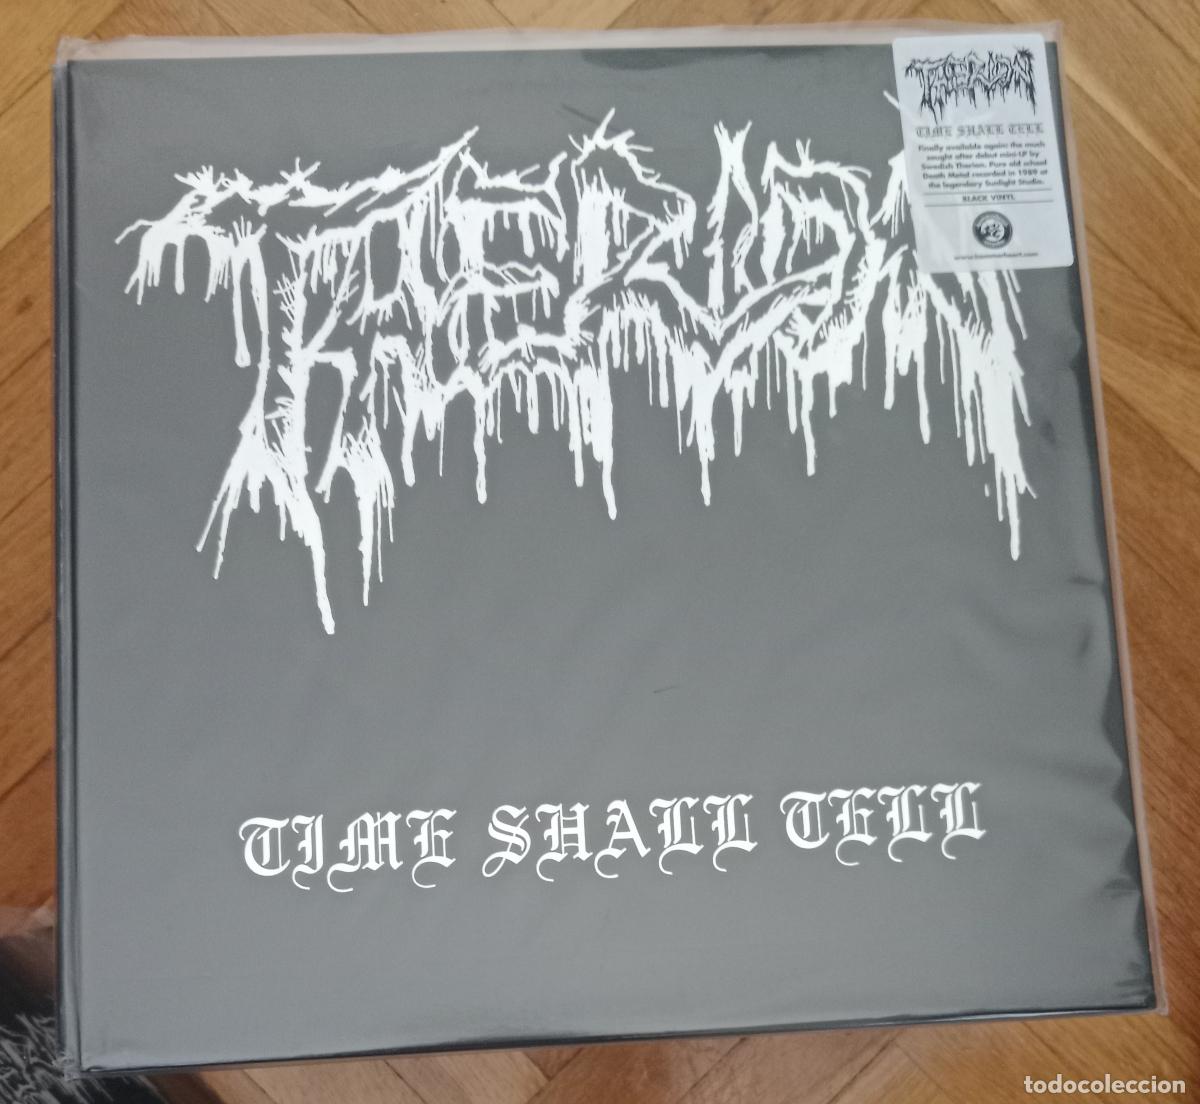 THERION
THERION
TIME SHALL TELL
Finally available again: the much
sought after debut mini-LP by
Swedish Therion. Pure old school
Death Metal recorded in 1989 at
the legendary Sunlight Studio.
BLACK VINYL
www.hammerheart.com
TIME SHALL TELL
todocoleccion